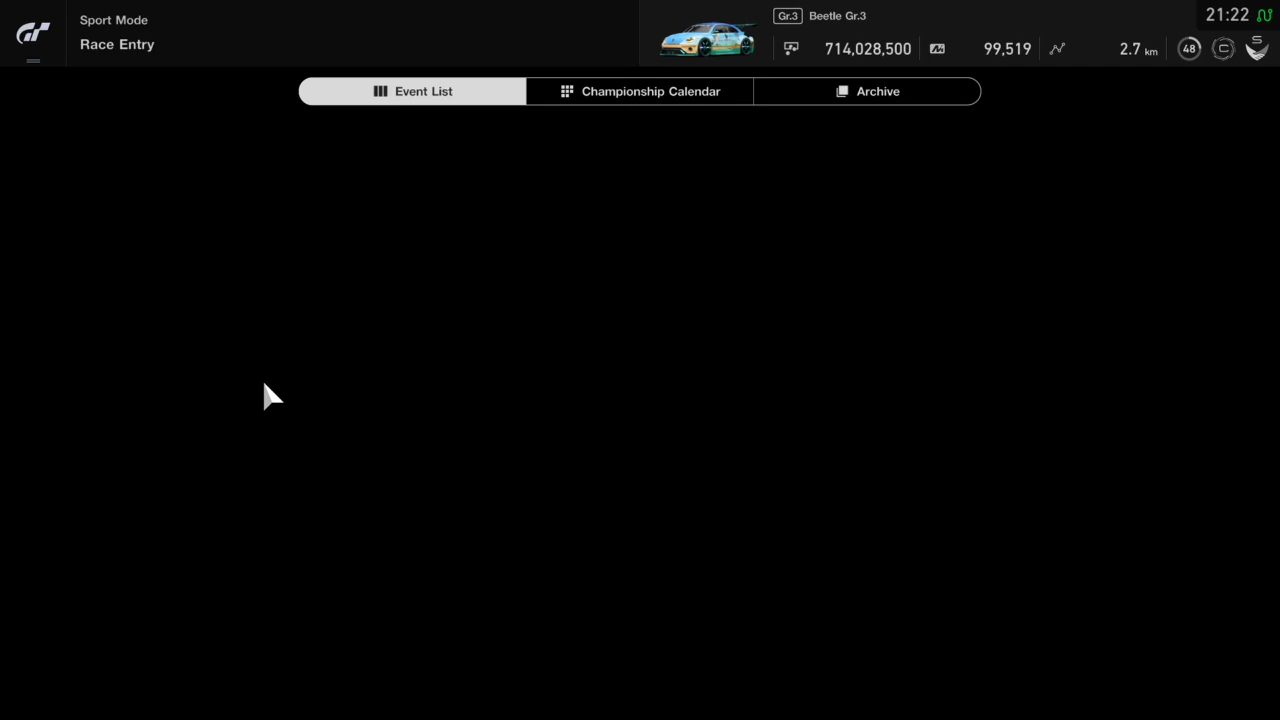 Sport Mode
Race Entry
Gr.3 Beetle Gr.3
714,028,500 99,519 2.7 km 48 C S
21:22
Event List Championship Calendar Archive